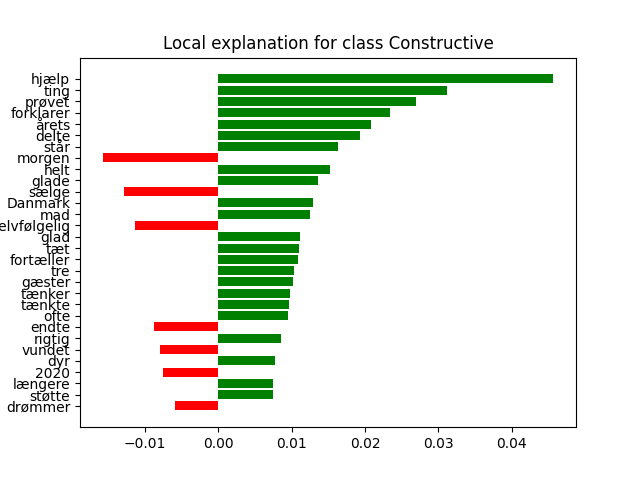 Local explanation for class Constructive
hjælp
ting
prøvet
forklarer
årets
delte
står
morgen
helt
glade
sælge
Danmark
mad
elvfølgelig
glad
tæt
fortæller
tre
gæster
tænker
tænkte
ofte
endte
rigtig
vundet
dyr
2020
længere
støtte
drømmer
−0.01 0.00 0.01 0.02 0.03 0.04